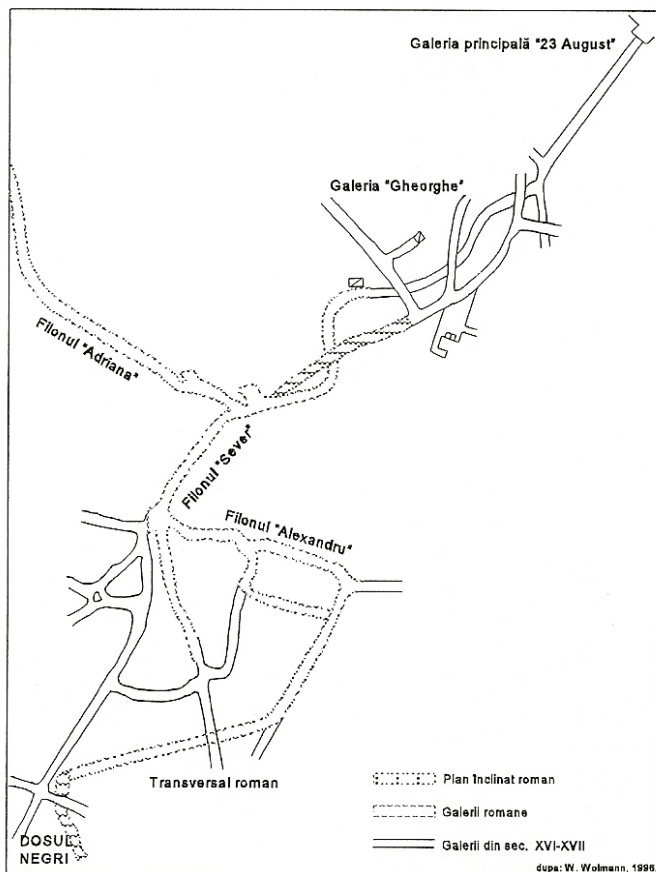 Galeria principală "23 August"
Galeria "Gheorghe"
Filonul "Adriana"
Filonul "Sever"
Filonul "Alexandru"
Transversal roman
DOSUL
NEGRI
Plan înclinat roman
Galerii romane
Galerii din sec. XVI-XVII
dupa: W. Wolmann, 1996.